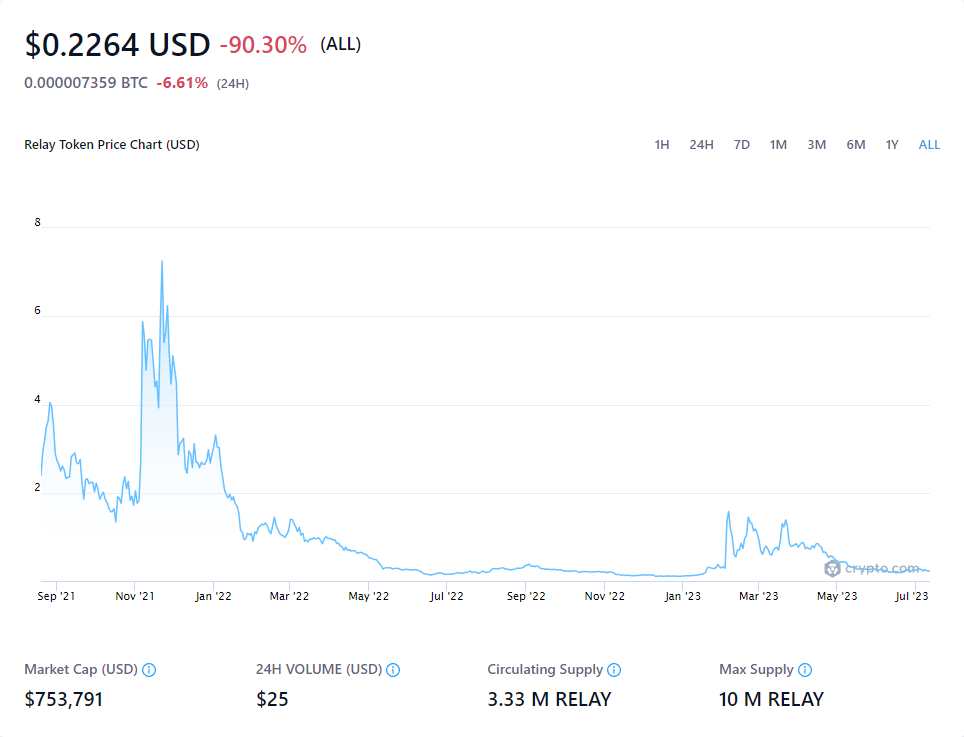 $0.2264 USD -90.30% (ALL)
0.000007359 BTC -6.61% (24H)
Relay Token Price Chart (USD) 1H 24H 7D 1M 3M 6M 1Y ALL
8
6
4
2
crypto.com
Sep '21 Nov '21 Jan '22 Mar '22 May '22 Jul '22 Sep '22 Nov '22 Jan '23 Mar '23 May '23 Jul '23
Market Cap (USD) 24H VOLUME (USD) Circulating Supply Max Supply
$753,791 $25 3.33 M RELAY 10 M RELAY